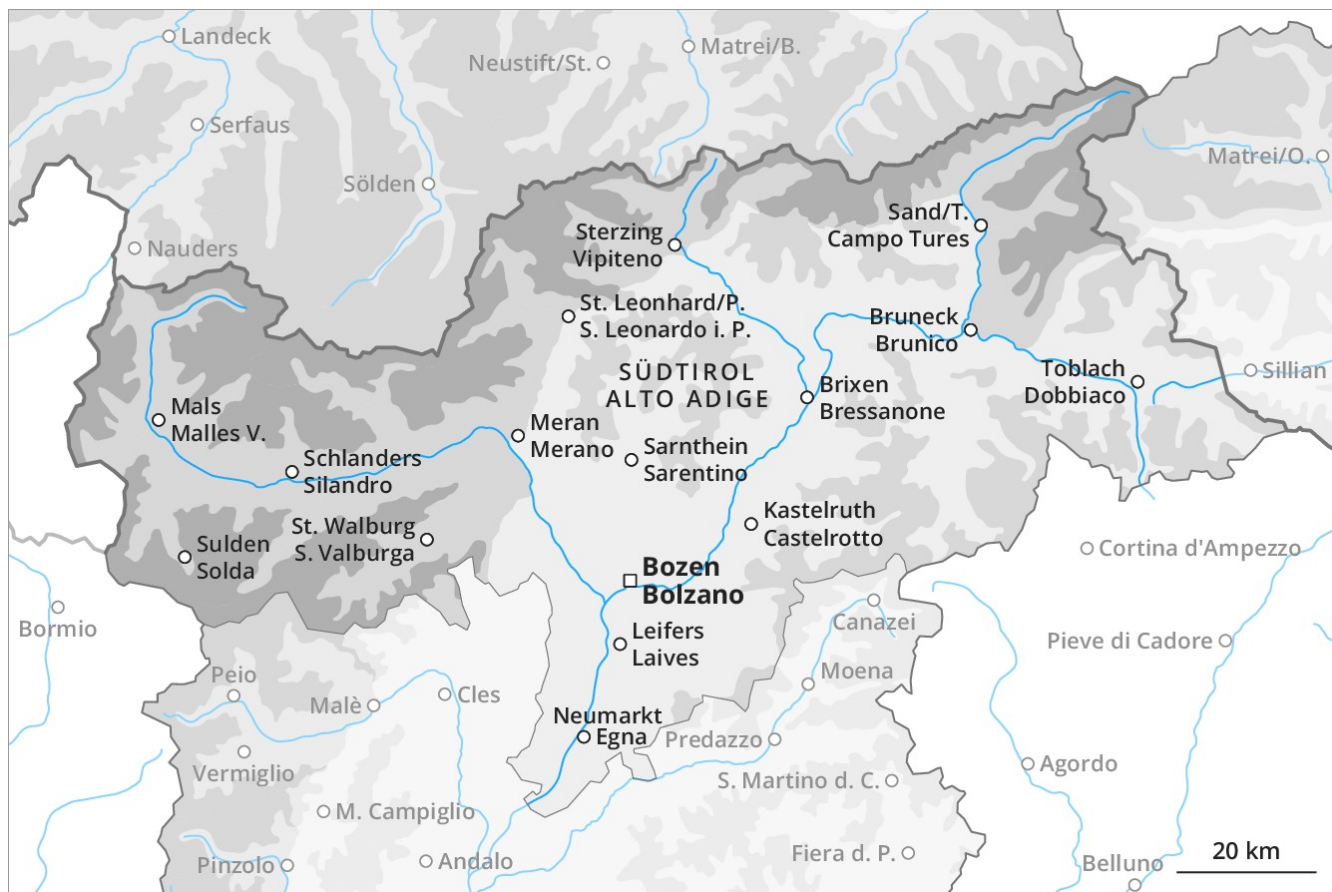 Landeck
Neustift/St.
Matrei/B.
Serfaus
Matrei/O.
Sölden
Nauders
Sand/T.
Campo Tures
Sterzing
Vipiteno
St. Leonhard/P.
S. Leonardo i. P.
Bruneck
Brunico
SÜDTIROL
ALTO ADIGE
Toblach
Dobbiaco
Sillian
Brixen
Bressanone
Mals
Malles V.
Meran
Merano
Sarnthein
Sarentino
Schlanders
Silandro
Kastelruth
Castelrotto
St. Walburg
S. Valburga
Sulden
Solda
Cortina d'Ampezzo
Bozen
Bolzano
Bormio
Canazei
Leifers
Laives
Pieve di Cadore
Peio
Moena
Malè
Cles
Neumarkt
Egna
Predazzo
Vermiglio
Agordo
S. Martino d. C.
M. Campiglio
20 km
Fiera d. P.
Pinzolo
Andalo
Belluno